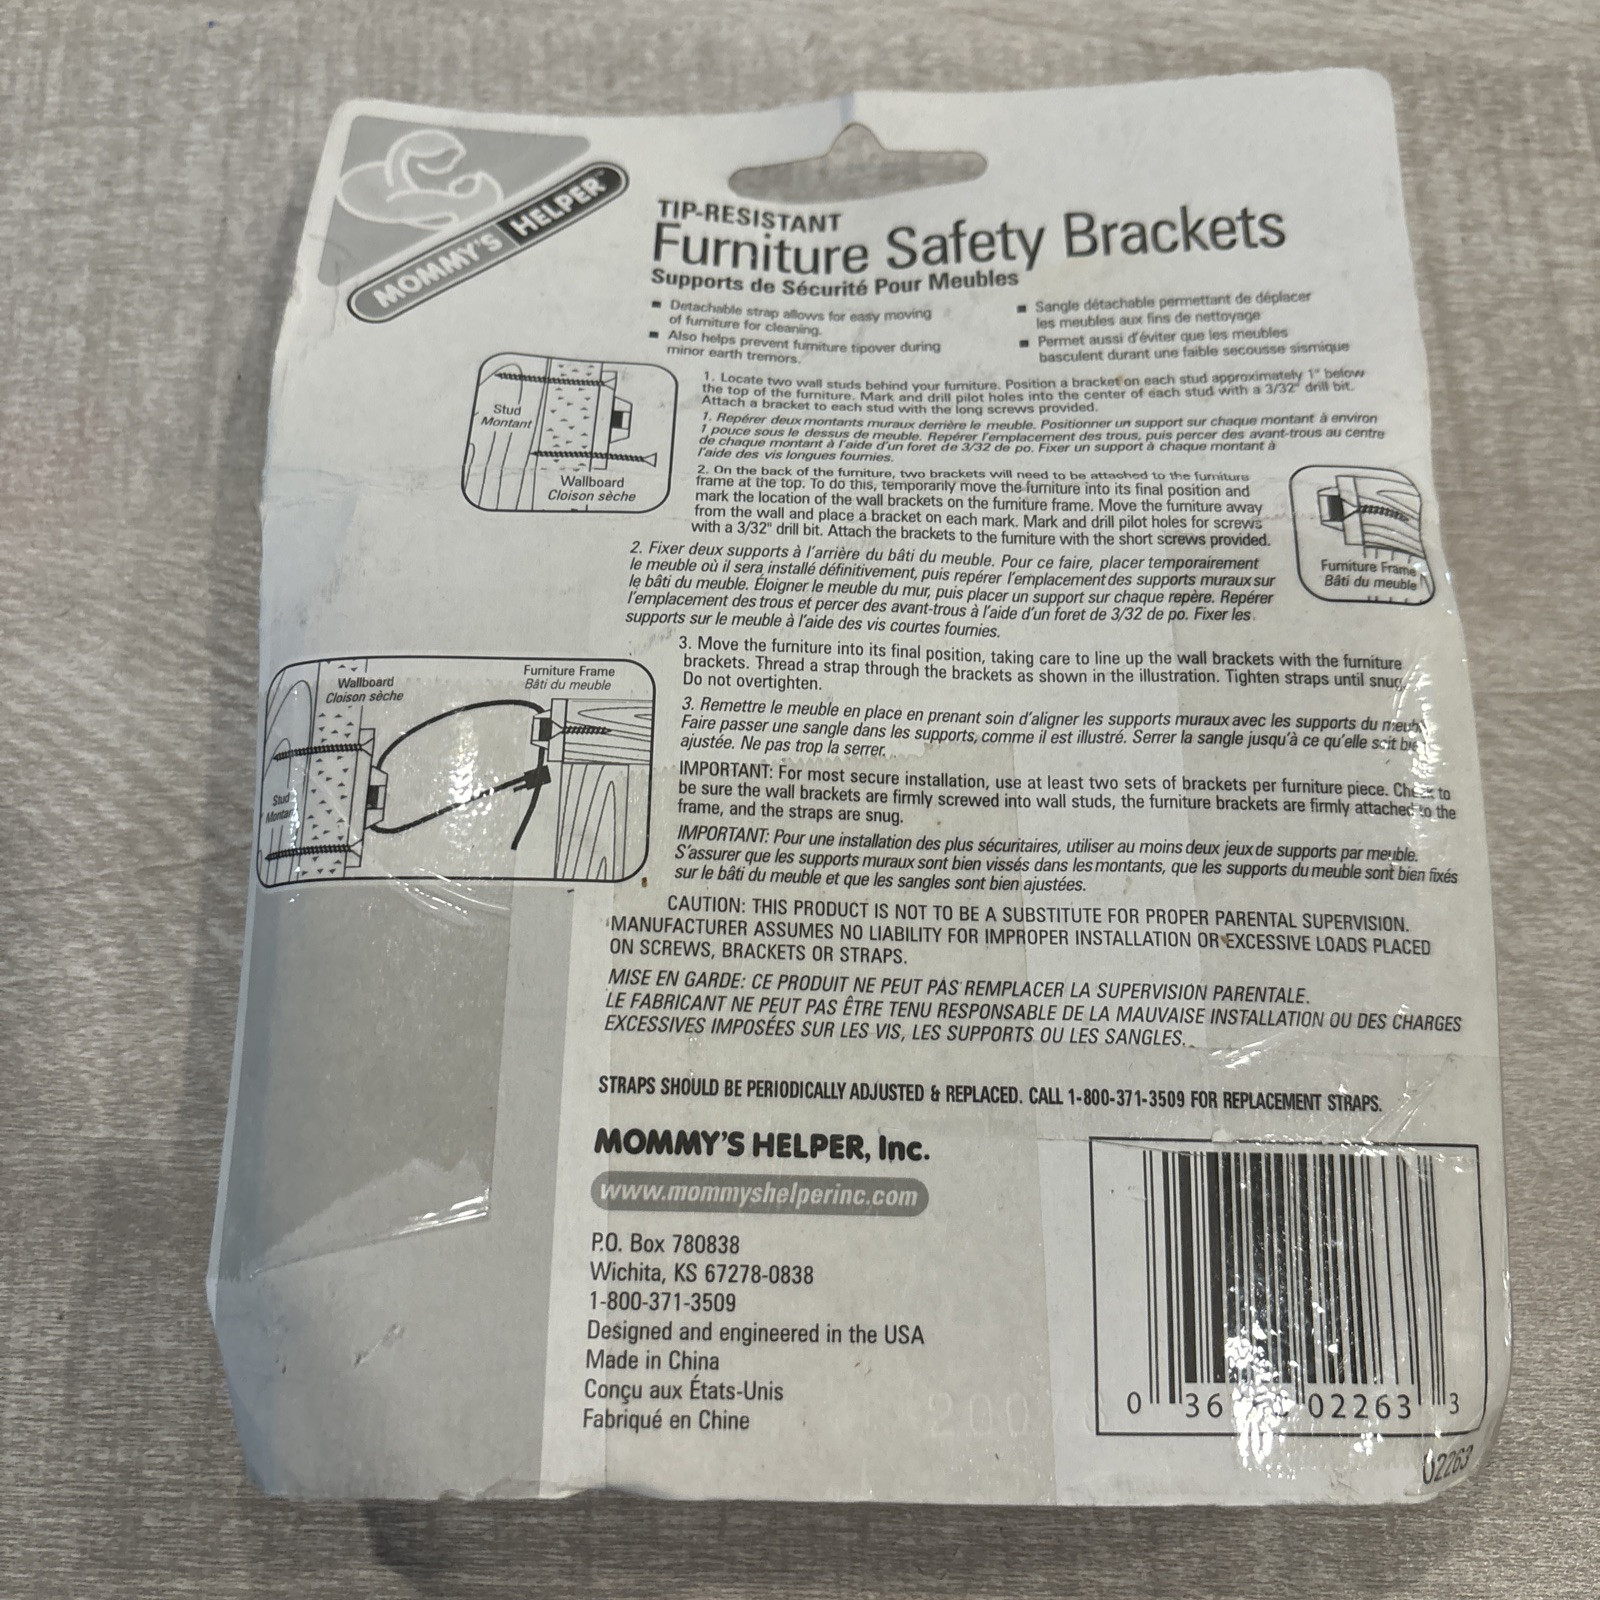 MOMMY'S HELPER
TIP-RESISTANT
Furniture Safety Brackets
Supports de Sécurité Pour Meubles
Detachable strap allows for easy moving
of furniture for cleaning.
Also helps prevent furniture tipover during
minor earth tremors.
Sangle détachable permettant de déplacer
les meubles aux fins de nettoyage
Permet aussi d'éviter que les meubles
basculent durant une faible secousse sismique
Stud
Montant
Wallboard
Cloison sèche
1. Locate two wall studs behind your furniture. Position a bracket on each stud approximately 1" below
the top of the furniture. Mark and drill pilot holes into the center of each stud with a 3/32" drill bit.
Attach a bracket to each stud with the long screws provided.
1. Repérer deux montants muraux derrière le meuble. Positionner un support sur chaque montant à environ
1 pouce sous le dessus de meuble. Repérer l'emplacement des trous, puis percer des avant-trous au centre
de chaque montant à l'aide d'un foret de 3/32 de po. Fixer un support à chaque montant à
l'aide des vis longues fournies.
2. On the back of the furniture, two brackets will need to be attached to the furniture
frame at the top. To do this, temporarily move the furniture into its final position and
mark the location of the wall brackets on the furniture frame. Move the furniture away
from the wall and place a bracket on each mark. Mark and drill pilot holes for screws
with a 3/32" drill bit. Attach the brackets to the furniture with the short screws provided.
Furniture Frame
Bâti du meuble
2. Fixer deux supports à l'arrière du bâti du meuble. Pour ce faire, placer temporairement
le meuble où il sera installé définitivement, puis repérer l'emplacement des supports muraux sur
le bâti du meuble. Éloigner le meuble du mur, puis placer un support sur chaque repère. Repérer
l'emplacement des trous et percer des avant-trous à l'aide d'un foret de 3/32 de po. Fixer les
supports sur le meuble à l'aide des vis courtes fournies.
Wallboard
Cloison sèche
Furniture Frame
Bâti du meuble
Stud
Montant
3. Move the furniture into its final position, taking care to line up the wall brackets with the furniture
brackets. Thread a strap through the brackets as shown in the illustration. Tighten straps until snug.
Do not overtighten.
3. Remettre le meuble en place en prenant soin d'aligner les supports muraux avec les supports du meuble.
Faire passer une sangle dans les supports, comme il est illustré. Serrer la sangle jusqu'à ce qu'elle soit bien
ajustée. Ne pas trop la serrer.
IMPORTANT: For most secure installation, use at least two sets of brackets per furniture piece. Check to
be sure the wall brackets are firmly screwed into wall studs, the furniture brackets are firmly attached to the
frame, and the straps are snug.
IMPORTANT: Pour une installation des plus sécuritaires, utiliser au moins deux jeux de supports par meuble.
S'assurer que les supports muraux sont bien vissés dans les montants, que les supports du meuble sont bien fixés
sur le bâti du meuble et que les sangles sont bien ajustées.
CAUTION: THIS PRODUCT IS NOT TO BE A SUBSTITUTE FOR PROPER PARENTAL SUPERVISION.
MANUFACTURER ASSUMES NO LIABILITY FOR IMPROPER INSTALLATION OR EXCESSIVE LOADS PLACED
ON SCREWS, BRACKETS OR STRAPS.
MISE EN GARDE: CE PRODUIT NE PEUT PAS REMPLACER LA SUPERVISION PARENTALE.
LE FABRICANT NE PEUT PAS ÊTRE TENU RESPONSABLE DE LA MAUVAISE INSTALLATION OU DES CHARGES
EXCESSIVES IMPOSÉES SUR LES VIS, LES SUPPORTS OU LES SANGLES.
STRAPS SHOULD BE PERIODICALLY ADJUSTED & REPLACED. CALL 1-800-371-3509 FOR REPLACEMENT STRAPS.
MOMMY'S HELPER, Inc.
www.mommyshelperinc.com
P.O. Box 780838
Wichita, KS 67278-0838
1-800-371-3509
Designed and engineered in the USA
Made in China
Conçu aux États-Unis
Fabriqué en Chine
0 36 02263 3
02263